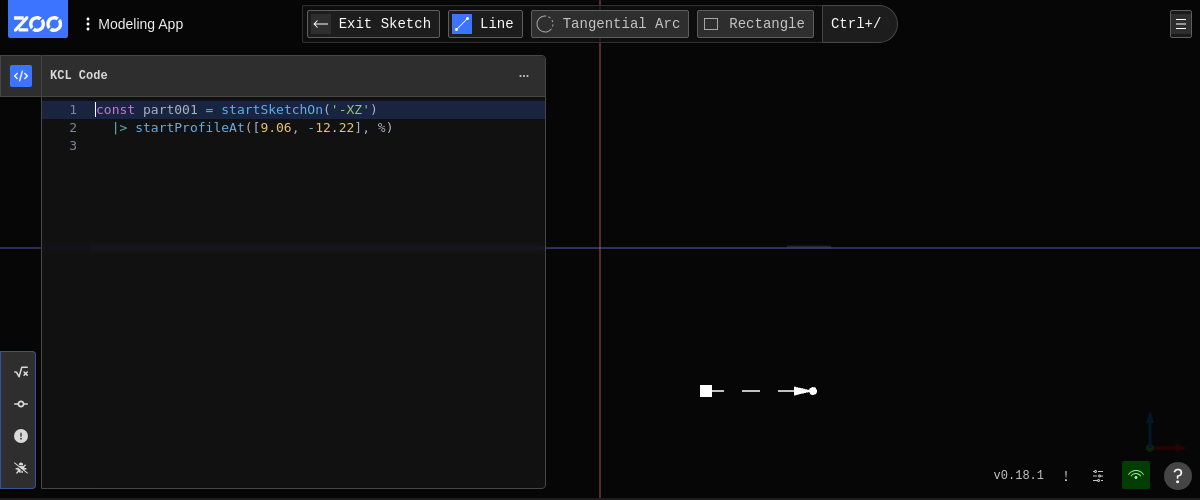 ZOO
Modeling App
Exit Sketch
Line
Tangential Arc
Rectangle
Ctrl+/
KCL Code
1 const part001 = startSketchOn('-XZ')
2   |> startProfileAt([9.06, -12.22], %)
3
v0.18.1
!
?